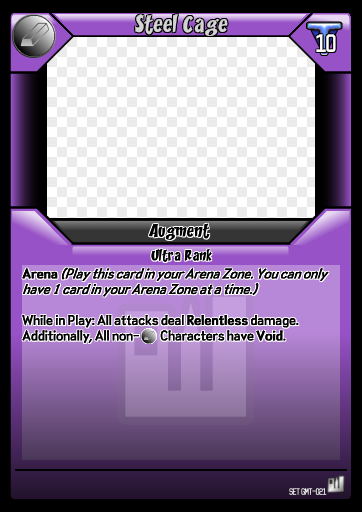 Steel Cage
10
Augment
Ultra Rank
Arena (Play this card in your Arena Zone. You can only
have 1 card in your Arena Zone at a time.)
While in Play: All attacks deal Relentless damage.
Additionally, All non- Characters have Void.
SET GMT-021